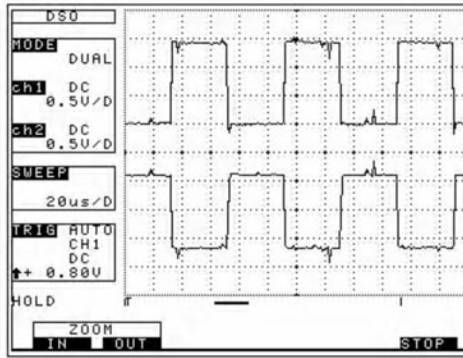 DSO
MODE
DUAL
ch1 DC
0.5V/D
ch2 DC
0.5V/D
SWEEP
20us/D
TRIG AUTO
CH1
DC
↑+ 0.80V
HOLD
ZOOM
IN OUT
STOP